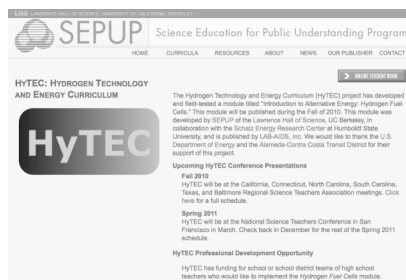 LHS LAWRENCE HALL OF SCIENCE, UNIVERSITY OF CALIFORNIA, BERKELEY
SEPUP Science Education for Public Understanding Program
HOME CURRICULA RESOURCES ABOUT NEWS OUR PUBLISHER CONTACT
ONLINE STUDENT BOOK
HYTEC: HYDROGEN TECHNOLOGY
AND ENERGY CURRICULUM
HyTEC
The Hydrogen Technology and Energy Curriculum (HyTEC) project has developed
and field-tested a module titled "Introduction to Alternative Energy: Hydrogen Fuel
Cells." This module will be published during the Fall of 2010. This module was
developed by SEPUP of the Lawrence Hall of Science, UC Berkeley, in
collaboration with the Schatz Energy Research Center at Humboldt State
University, and is published by LAB-AIDS, Inc. We would like to thank the U.S.
Department of Energy and the Alameda-Contra Costa Transit District for their
support of this project.
Upcoming HyTEC Conference Presentations
Fall 2010
HyTEC will be at the California, Connecticut, North Carolina, South Carolina,
Texas, and Baltimore Regional Science Teachers Association meetings. Click
here for a full schedule.
Spring 2011
HyTEC will be at the National Science Teachers Conference in San
Francisco in March. Check back in December for the rest of the Spring 2011
schedule.
HyTEC Professional Development Opportunity
HyTEC has funding for school or school district teams of high school
teachers who would like to implement the Hydrogen Fuel Cells module.